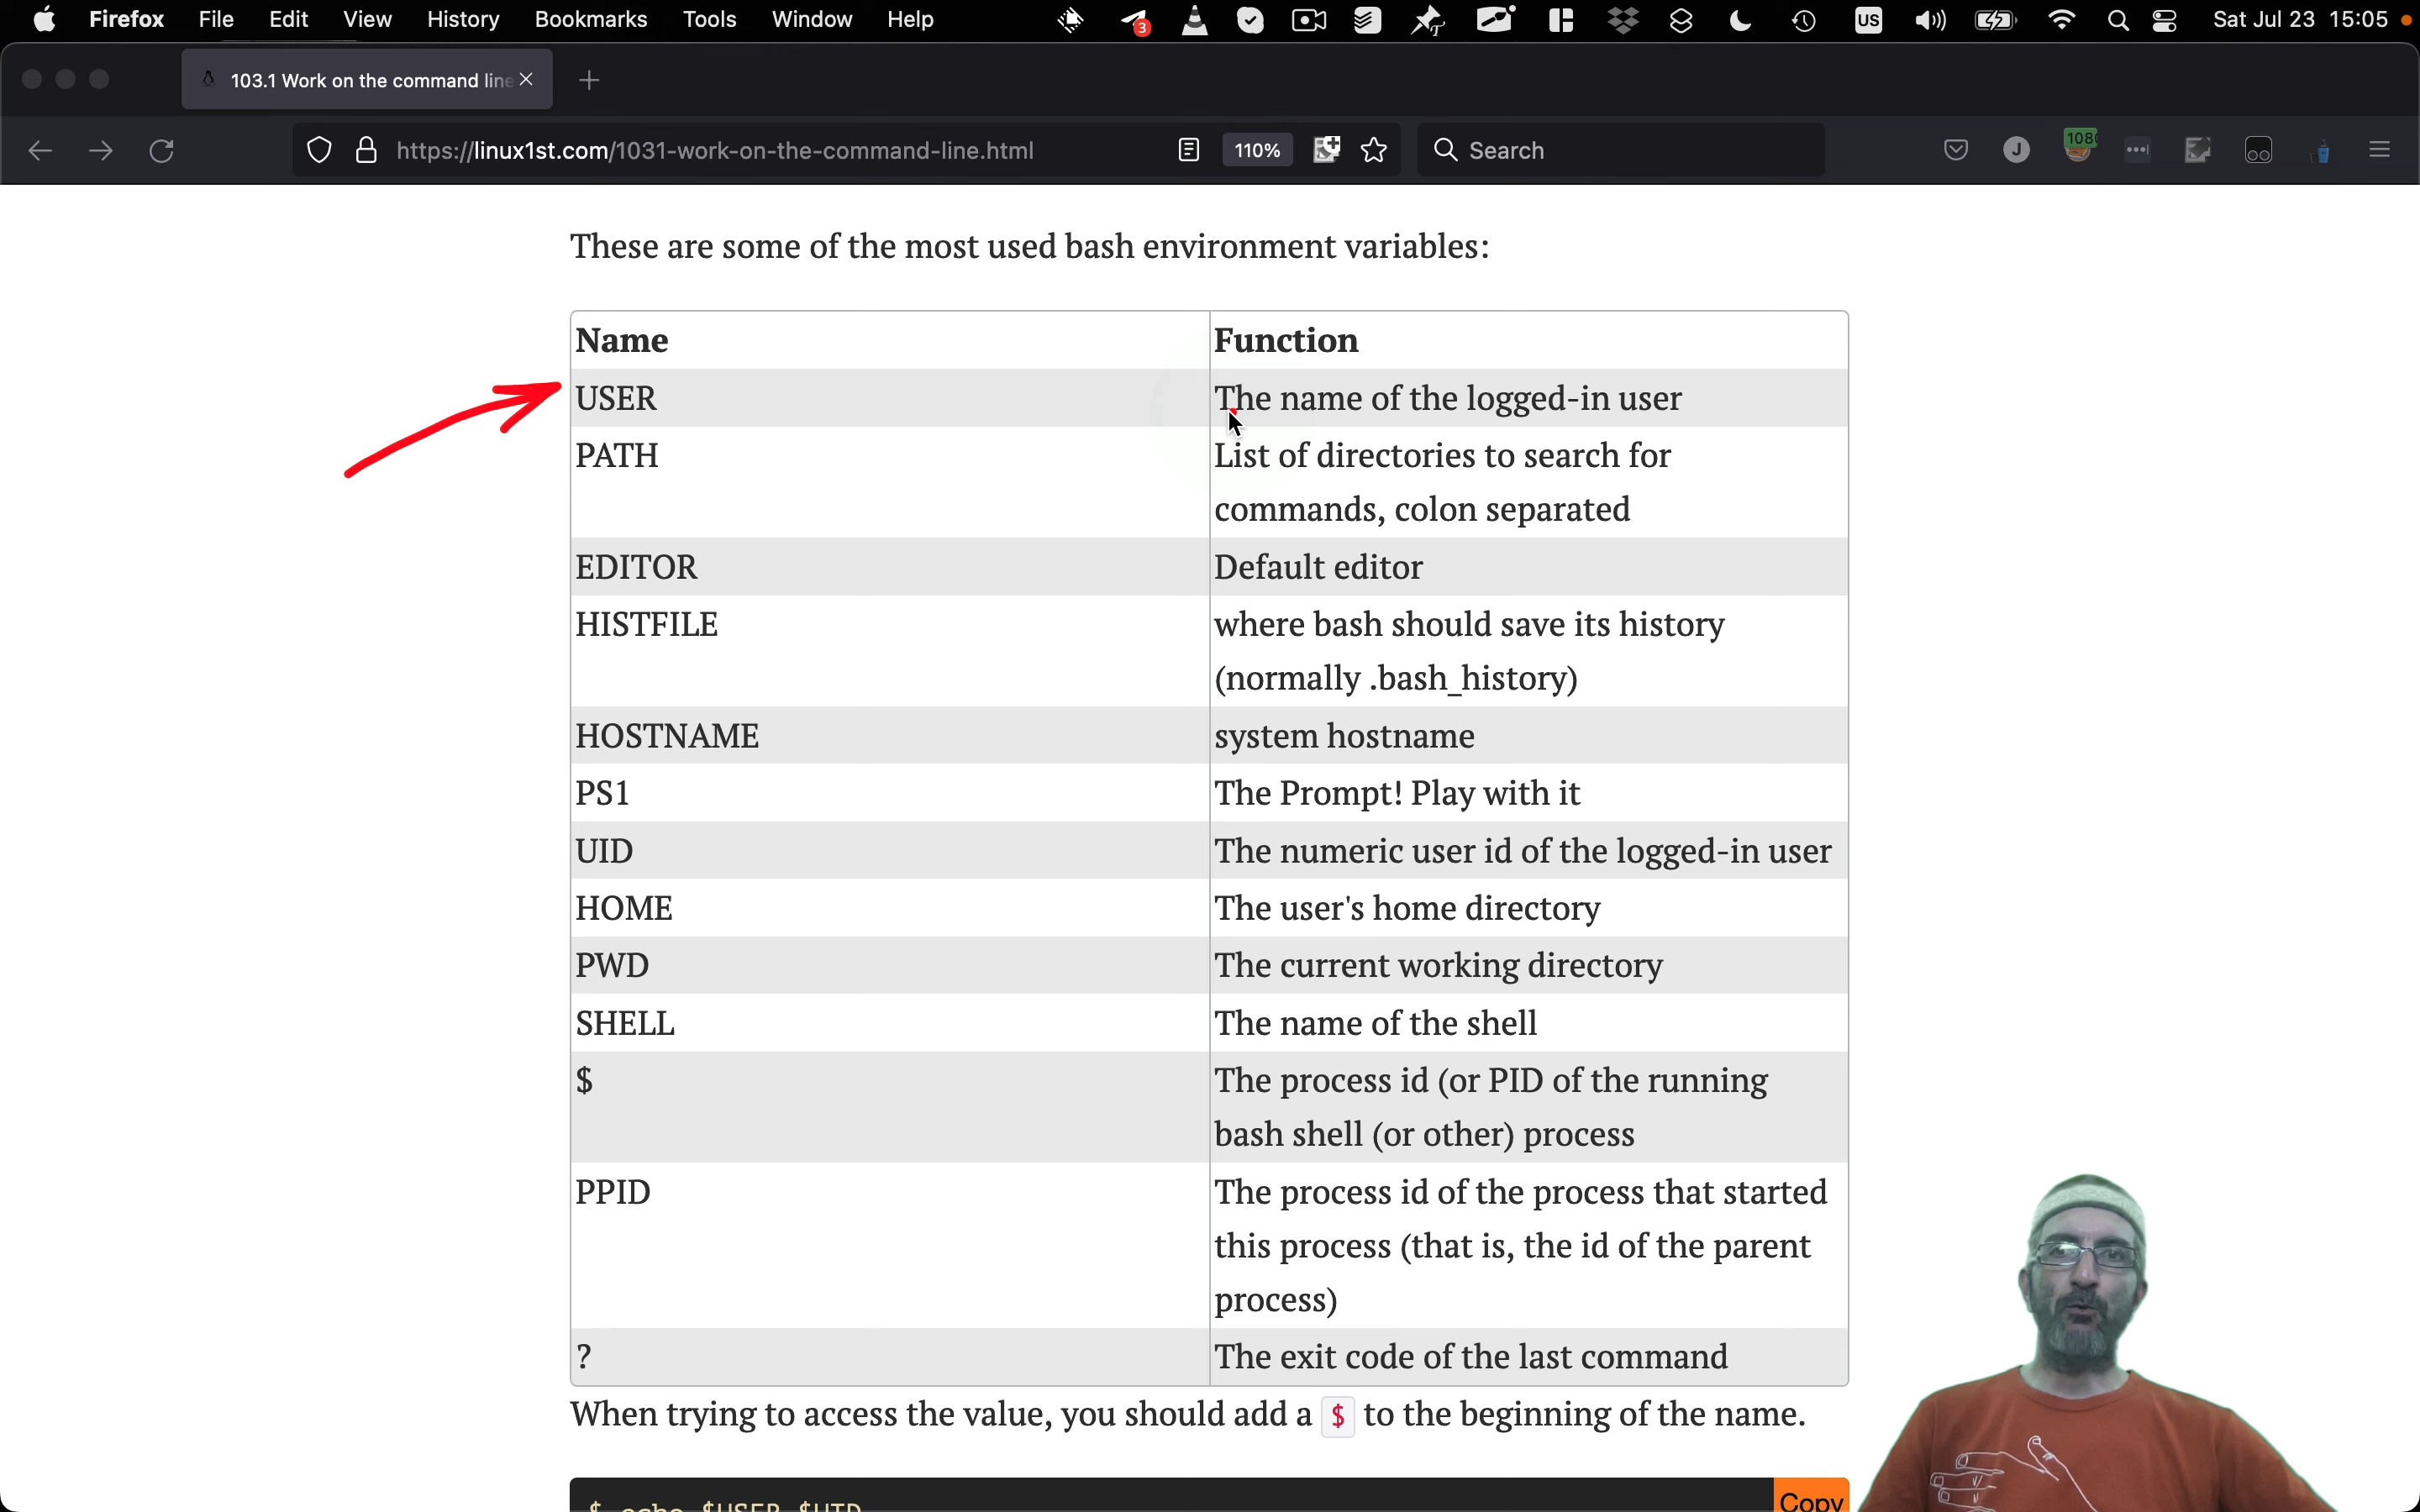 Firefox File Edit View History Bookmarks Tools Window Help 3 US Sat Jul 23 15:05
103.1 Work on the command line
https://linux1st.com/1031-work-on-the-command-line.html 110% Search J 108
These are some of the most used bash environment variables:
Name Function
USER The name of the logged-in user
PATH List of directories to search for
commands, colon separated
EDITOR Default editor
HISTFILE where bash should save its history
(normally .bash_history)
HOSTNAME system hostname
PS1 The Prompt! Play with it
UID The numeric user id of the logged-in user
HOME The user's home directory
PWD The current working directory
SHELL The name of the shell
$ The process id (or PID of the running
bash shell (or other) process
PPID The process id of the process that started
this process (that is, the id of the parent
process)
? The exit code of the last command
When trying to access the value, you should add a $ to the beginning of the name.
$ echo $USER $UID Copy